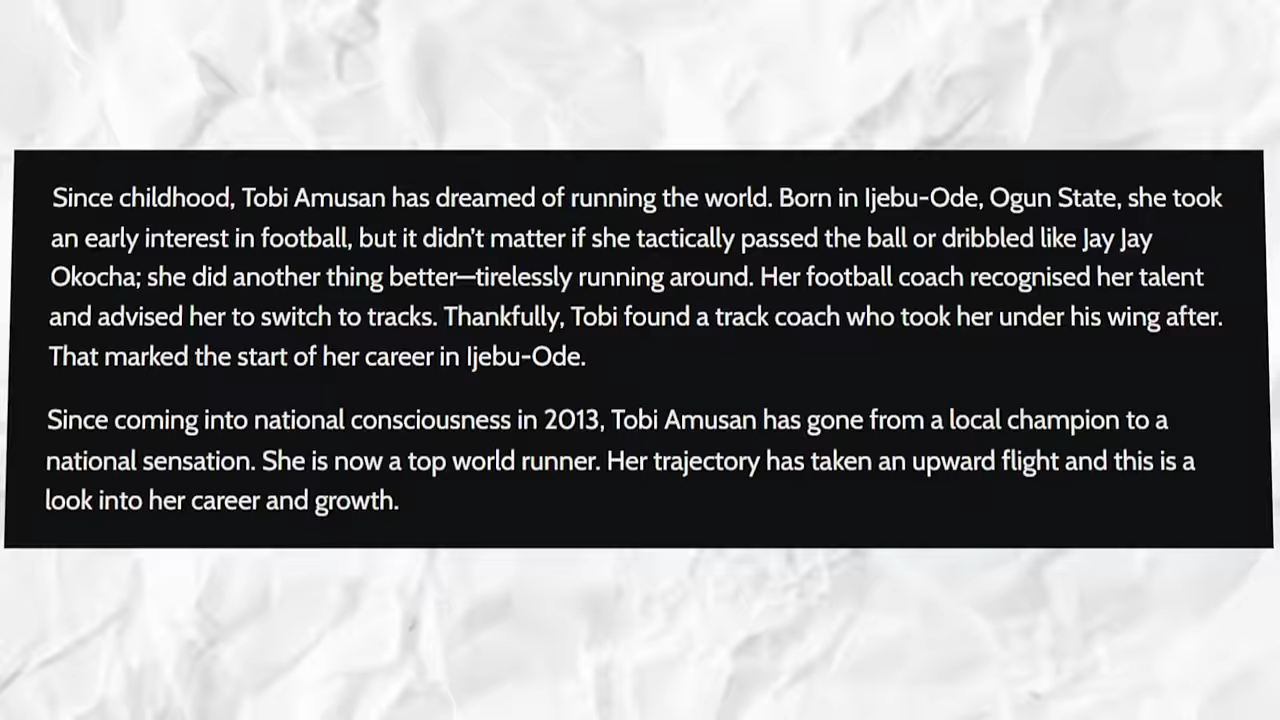 Since childhood, Tobi Amusan has dreamed of running the world. Born in Ijebu-Ode, Ogun State, she took
an early interest in football, but it didn’t matter if she tactically passed the ball or dribbled like Jay Jay
Okocha; she did another thing better—tirelessly running around. Her football coach recognised her talent
and advised her to switch to tracks. Thankfully, Tobi found a track coach who took her under his wing after.
That marked the start of her career in Ijebu-Ode.
Since coming into national consciousness in 2013, Tobi Amusan has gone from a local champion to a
national sensation. She is now a top world runner. Her trajectory has taken an upward flight and this is a
look into her career and growth.